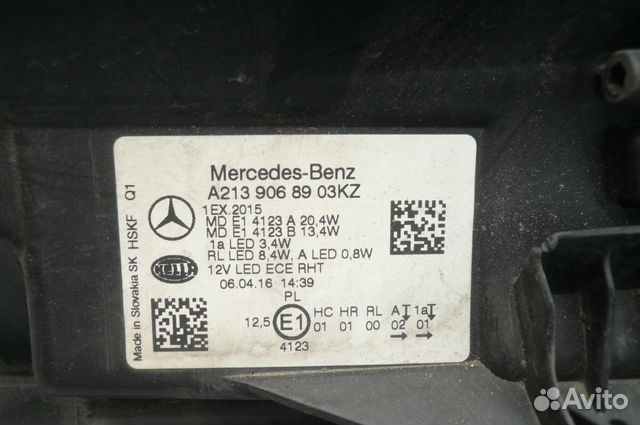 Mercedes-Benz
A213 906 89 03KZ
1EX.2015
MD E1 4123 A 20,4W
MD E1 4123 B 13,4W
1a LED 3,4W
RL LED 8,4W, A LED 0,8W
12V LED ECE RHT
06.04.16 14:39
PL
HELLA
12,5 E1 HC HR RL A 1a
01 01 00 02 01
4123
Made in Slovakia SK HSKF Q1
Avito